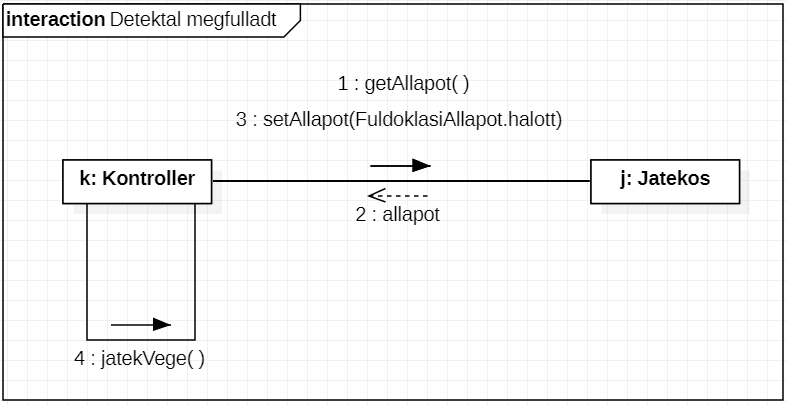 interaction Detektal megfulladt
1 : getAllapot( )
3 : setAllapot(FuldoklasiAllapot.halott)
k: Kontroller
j: Jatekos
2 : allapot
4 : jatekVege( )